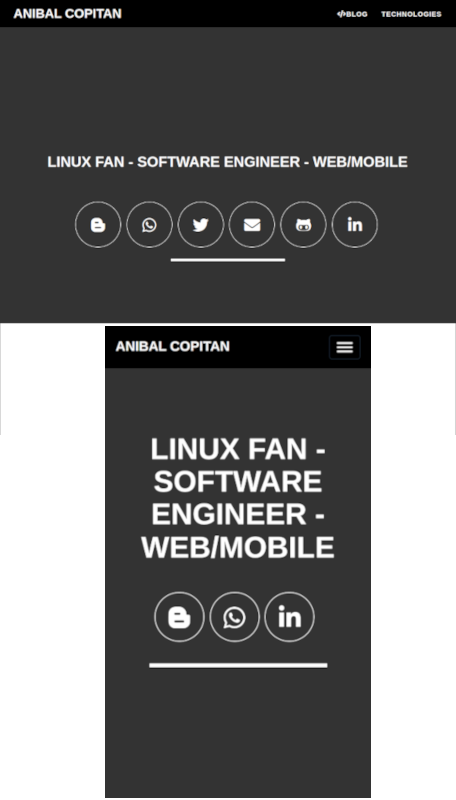 ANIBAL COPITAN
</>BLOG TECHNOLOGIES
LINUX FAN - SOFTWARE ENGINEER - WEB/MOBILE
ANIBAL COPITAN
LINUX FAN -
SOFTWARE
ENGINEER -
WEB/MOBILE